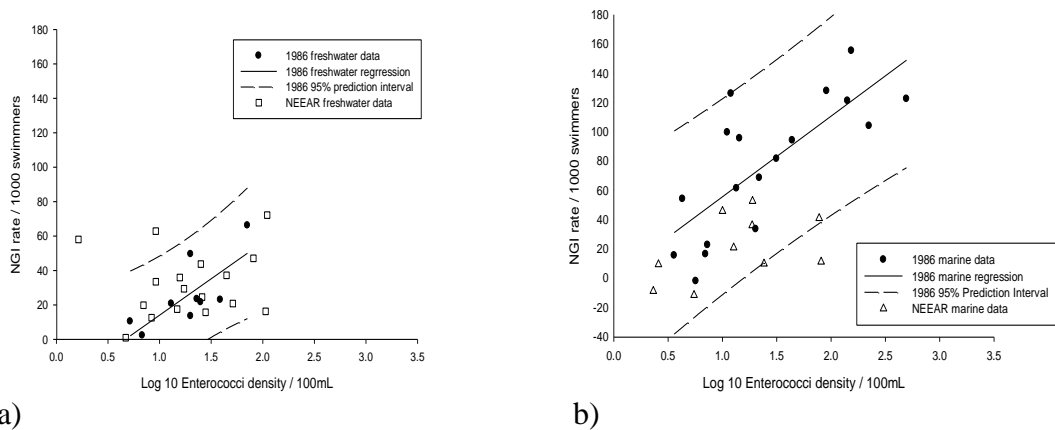 180
160
140
120
100
80
60
40
20
0
NGI rate / 1000 swimmners
0.0 0.5 1.0 1.5 2.0 2.5 3.0 3.5
Log 10 Enterococci density / 100mL
1986 freshwater data
1986 freshwater regrression
1986 95% prediction interval
NEEAR freshwater data
a)
180
160
140
120
100
80
60
40
20
0
-20
-40
NGI rate / 1000 swimmers
0.0 0.5 1.0 1.5 2.0 2.5 3.0 3.5
Log 10 Enterococci density / 100mL
1986 marine data
1986 marine regression
1986 95% Prediction Interval
NEEAR marine data
b)